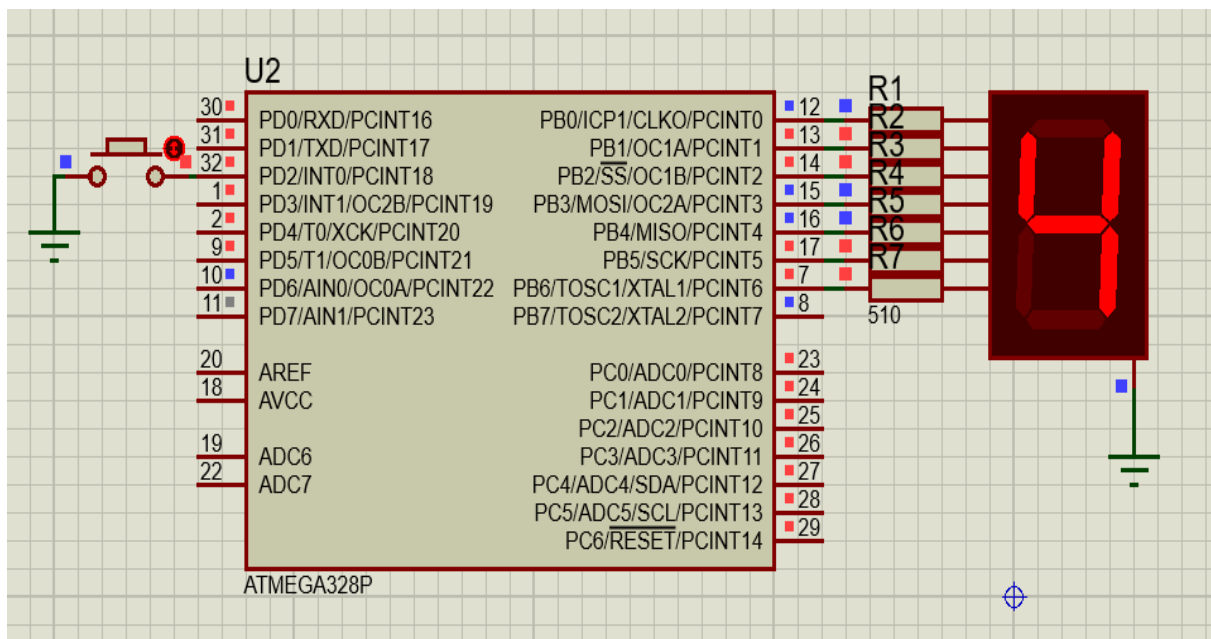 U2
30
PD0/RXD/PCINT16
31
PD1/TXD/PCINT17
32
PD2/INT0/PCINT18
1
PD3/INT1/OC2B/PCINT19
2
PD4/T0/XCK/PCINT20
9
PD5/T1/OC0B/PCINT21
10
PD6/AIN0/OC0A/PCINT22
11
PD7/AIN1/PCINT23
20
AREF
18
AVCC
19
ADC6
22
ADC7
PB0/ICP1/CLKO/PCINT0
12
PB1/OC1A/PCINT1
13
PB2/SS/OC1B/PCINT2
14
PB3/MOSI/OC2A/PCINT3
15
PB4/MISO/PCINT4
16
PB5/SCK/PCINT5
17
PB6/TOSC1/XTAL1/PCINT6
7
PB7/TOSC2/XTAL2/PCINT7
8
PC0/ADC0/PCINT8
23
PC1/ADC1/PCINT9
24
PC2/ADC2/PCINT10
25
PC3/ADC3/PCINT11
26
PC4/ADC4/SDA/PCINT12
27
PC5/ADC5/SCL/PCINT13
28
PC6/RESET/PCINT14
29
ATMEGA328P
R1
R2
R3
R4
R5
R6
R7
510
4